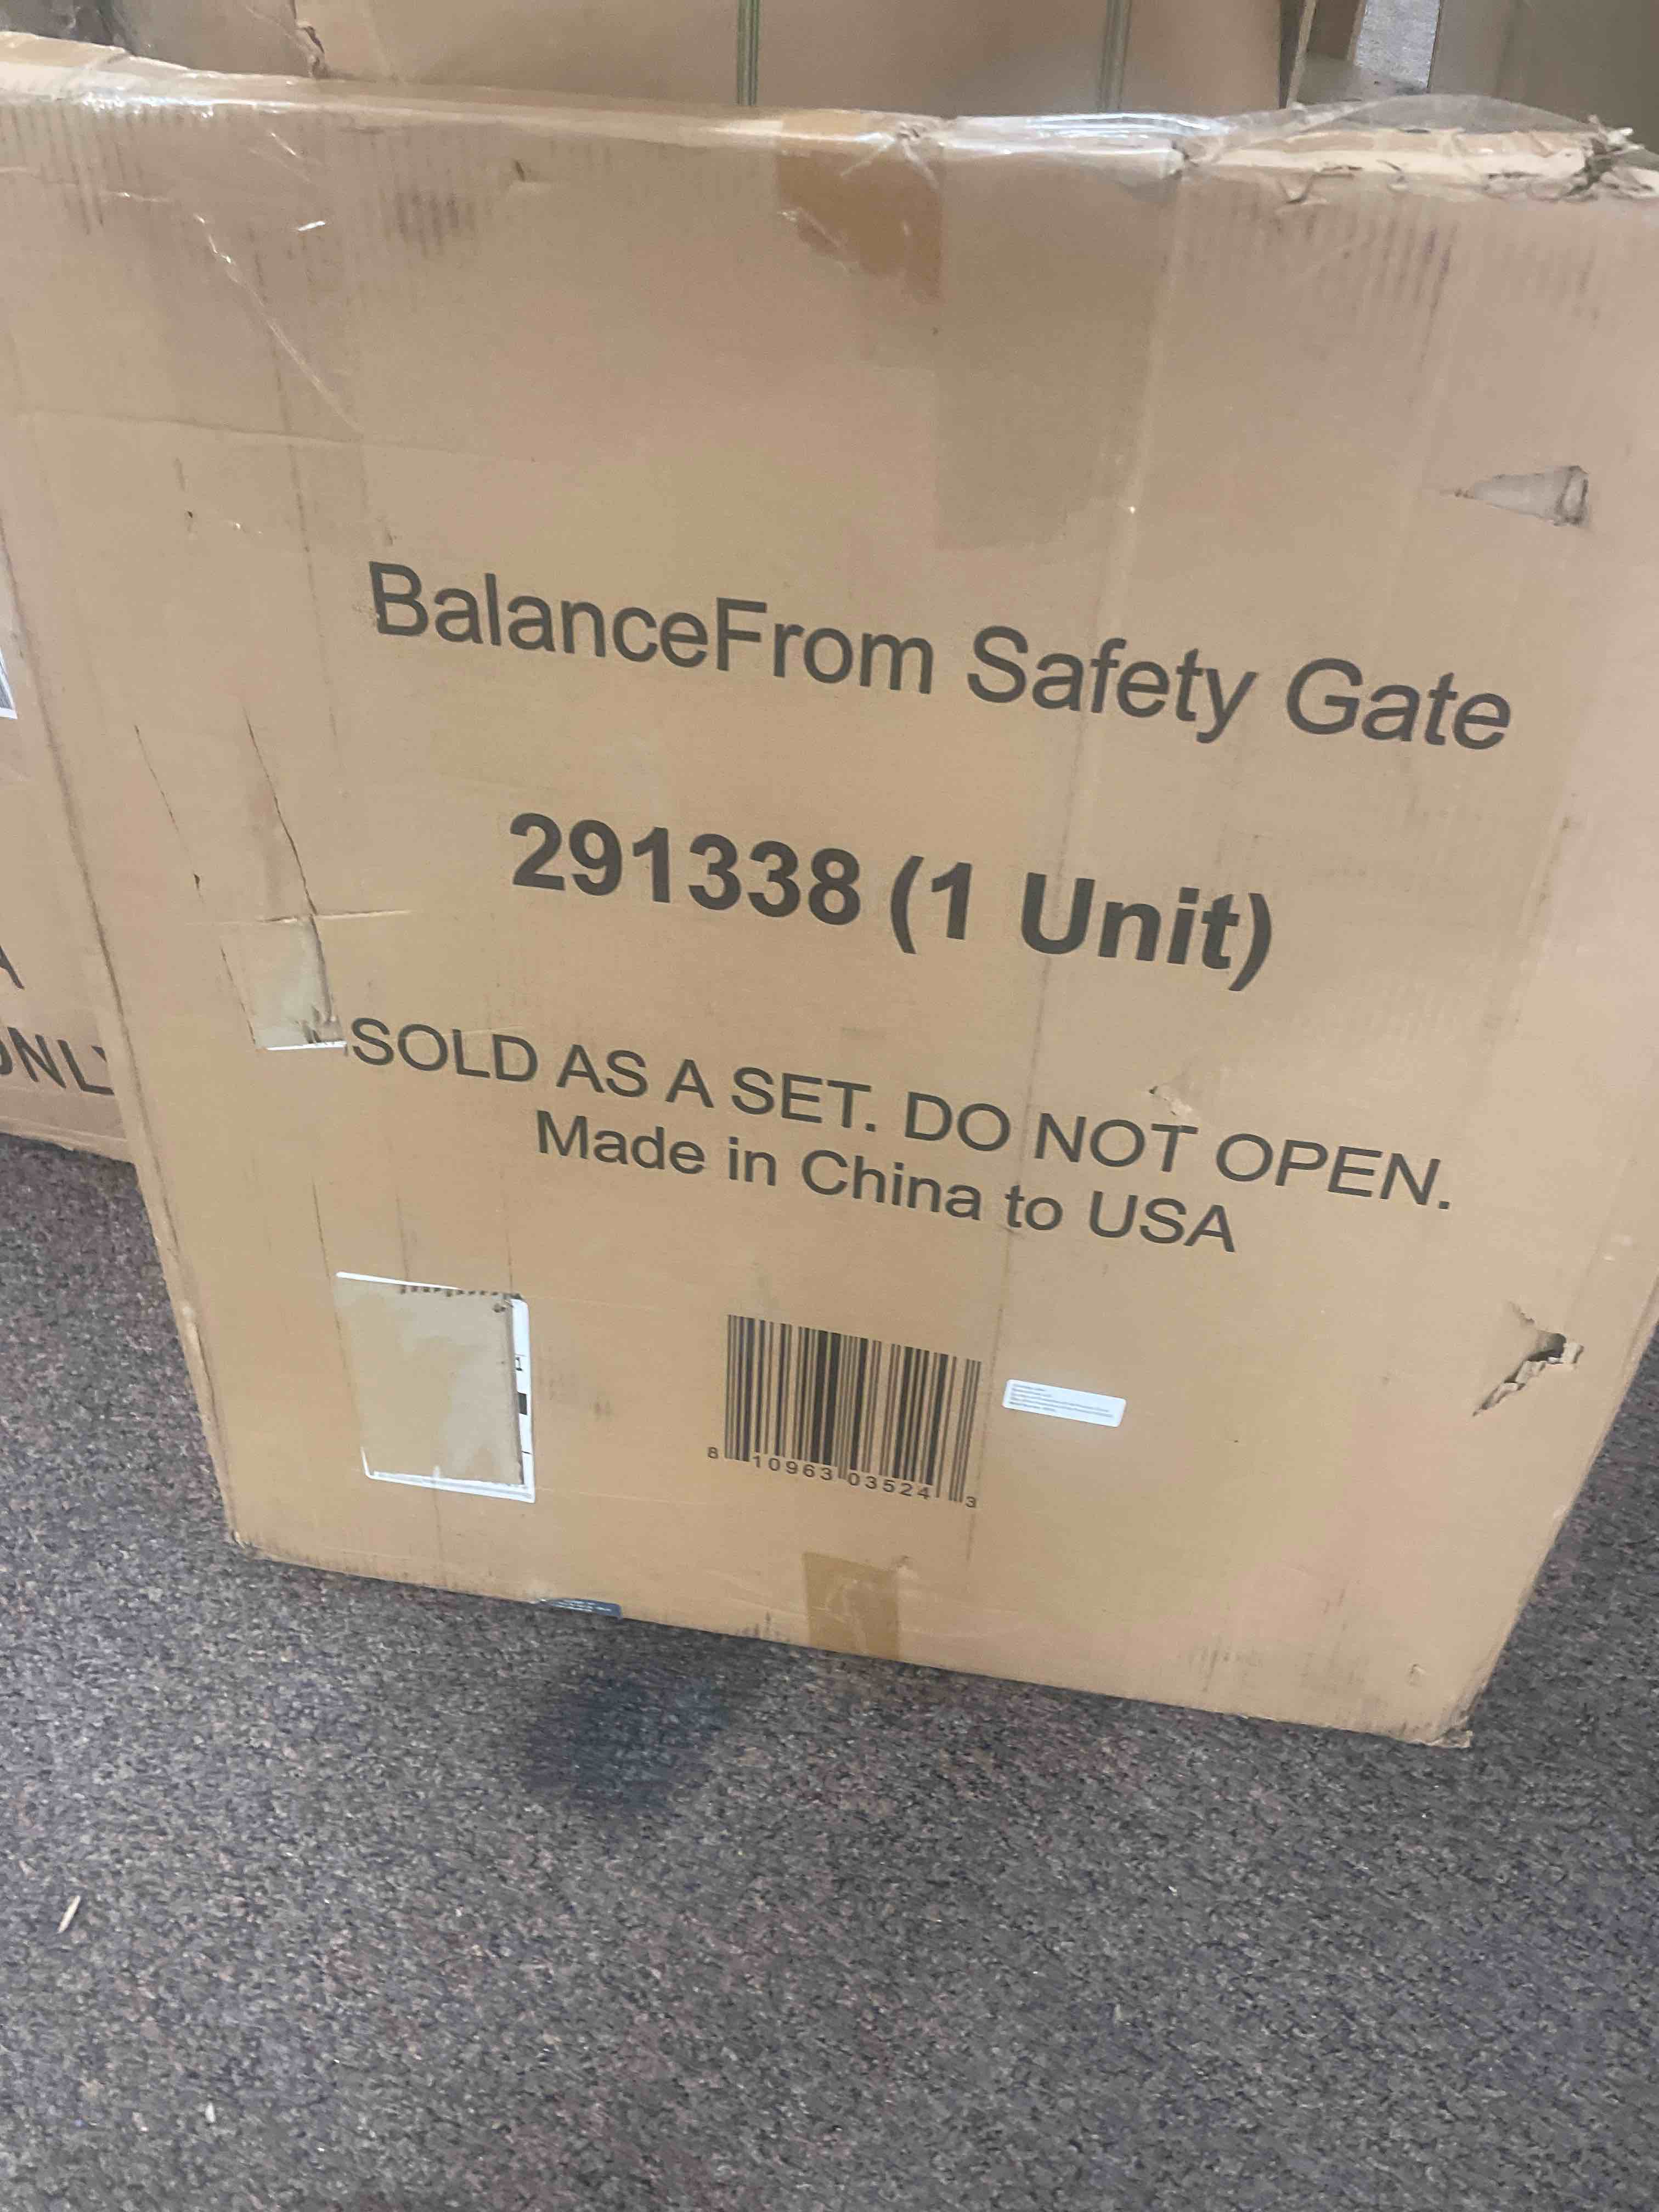 BalanceFrom Safety Gate
291338 (1 Unit)
SOLD AS A SET. DO NOT OPEN.
Made in China to USA
1
8 10963 03524 3